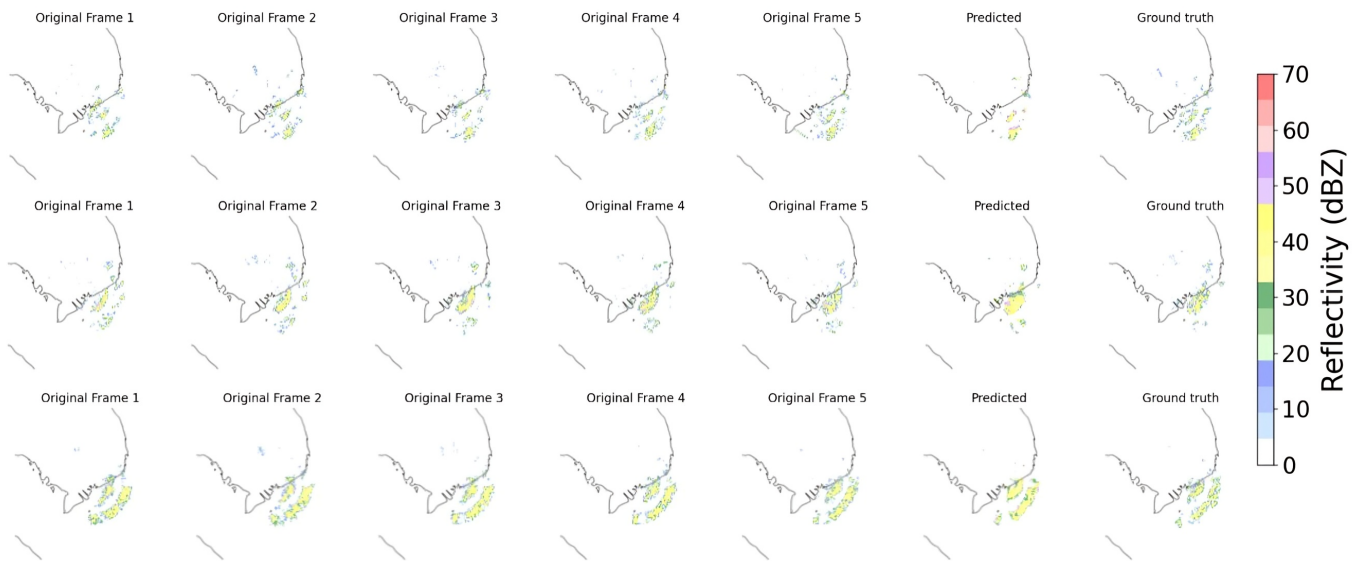 Original Frame 1
Original Frame 2
Original Frame 3
Original Frame 4
Original Frame 5
Predicted
Ground truth
Original Frame 1
Original Frame 2
Original Frame 3
Original Frame 4
Original Frame 5
Predicted
Ground truth
Original Frame 1
Original Frame 2
Original Frame 3
Original Frame 4
Original Frame 5
Predicted
Ground truth
70
60
50
40
30
20
10
0
Reflectivity (dBZ)